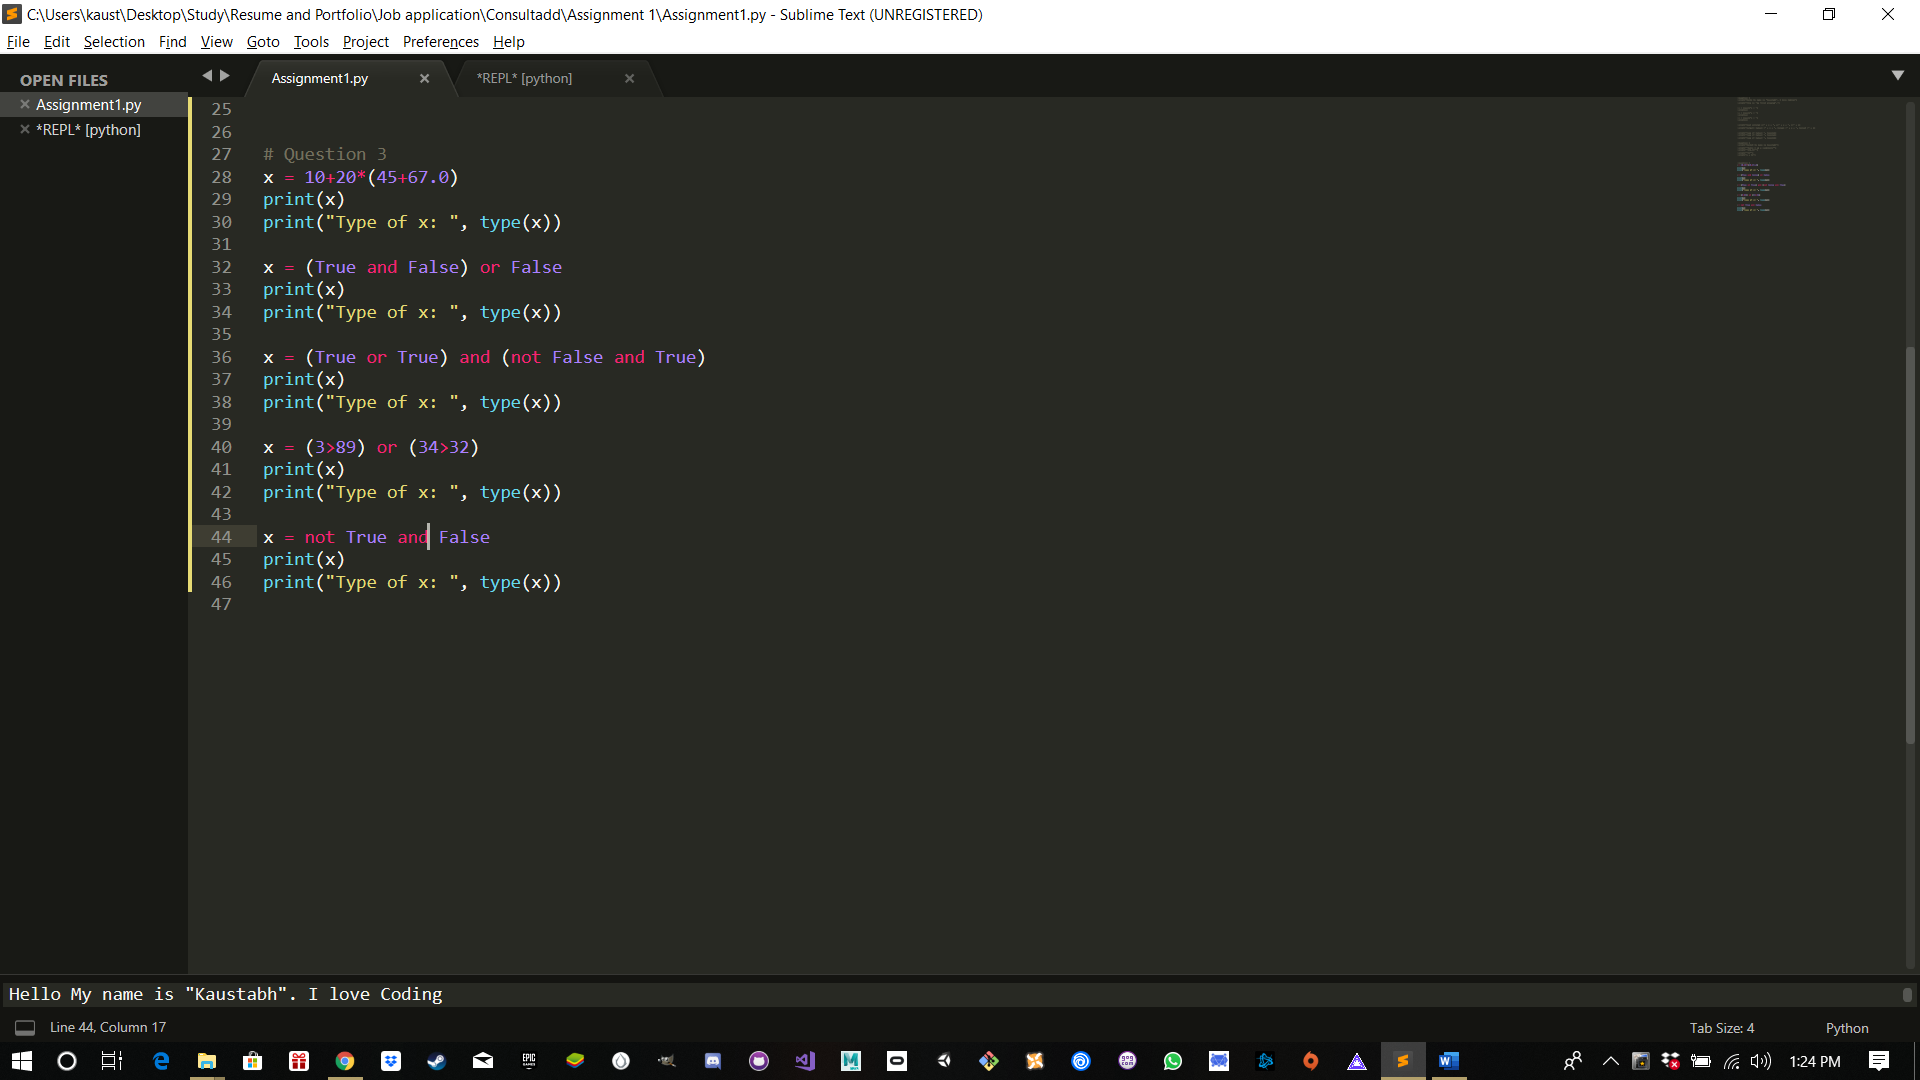 C:\Users\kaust\Desktop\Study\Resume and Portfolio\Job application\Consultadd\Assignment 1\Assignment1.py - Sublime Text (UNREGISTERED)
File Edit Selection Find View Goto Tools Project Preferences Help
OPEN FILES
Assignment1.py
*REPL* [python]
Assignment1.py
*REPL* [python]
25
26
27 # Question 3
28 x = 10+20*(45+67.0)
29 print(x)
30 print("Type of x: ", type(x))
31
32 x = (True and False) or False
33 print(x)
34 print("Type of x: ", type(x))
35
36 x = (True or True) and (not False and True)
37 print(x)
38 print("Type of x: ", type(x))
39
40 x = (3>89) or (34>32)
41 print(x)
42 print("Type of x: ", type(x))
43
44 x = not True and False
45 print(x)
46 print("Type of x: ", type(x))
47
Hello My name is "Kaustabh". I love Coding
Line 44, Column 17
Tab Size: 4
Python
EPIC
1:24 PM